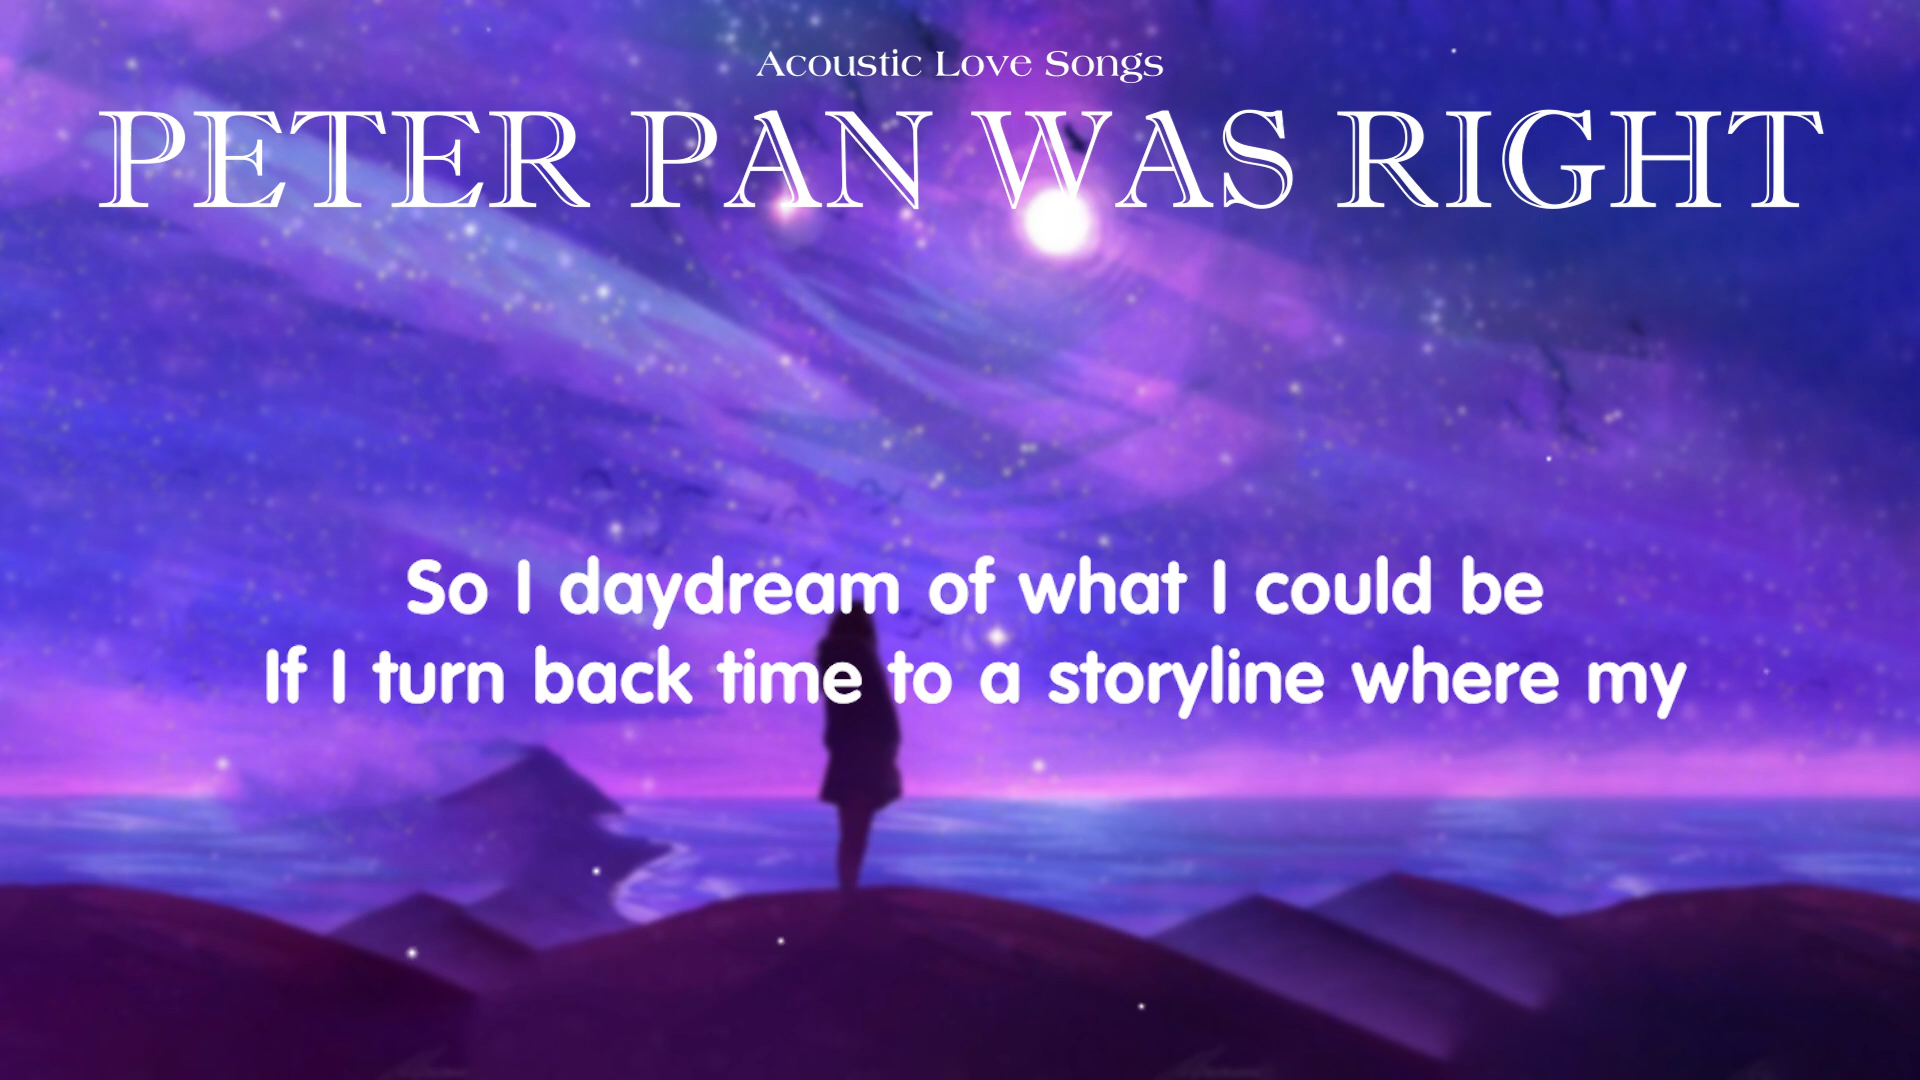 Acoustic Love Songs
PETER PAN WAS RIGHT
So I daydream of what I could be
If I turn back time to a storyline where my